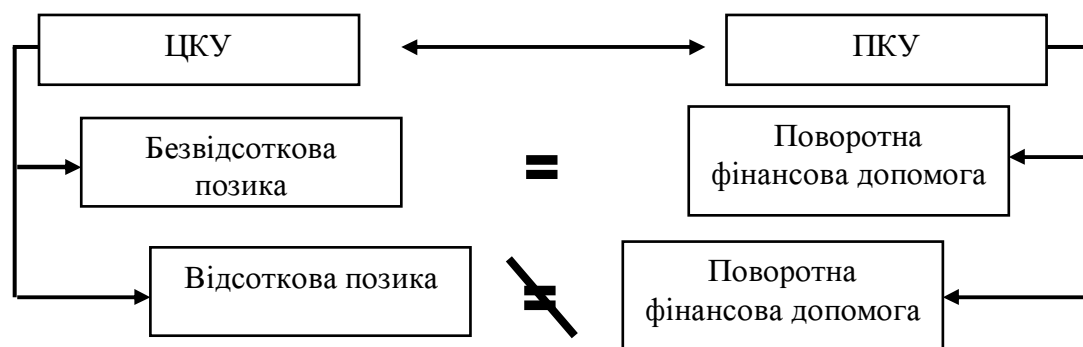 ЦКУ
ПКУ
Безвідсоткова
позика
=
Поворотна
фінансова допомога
Відсоткова позика
=
Поворотна
фінансова допомога